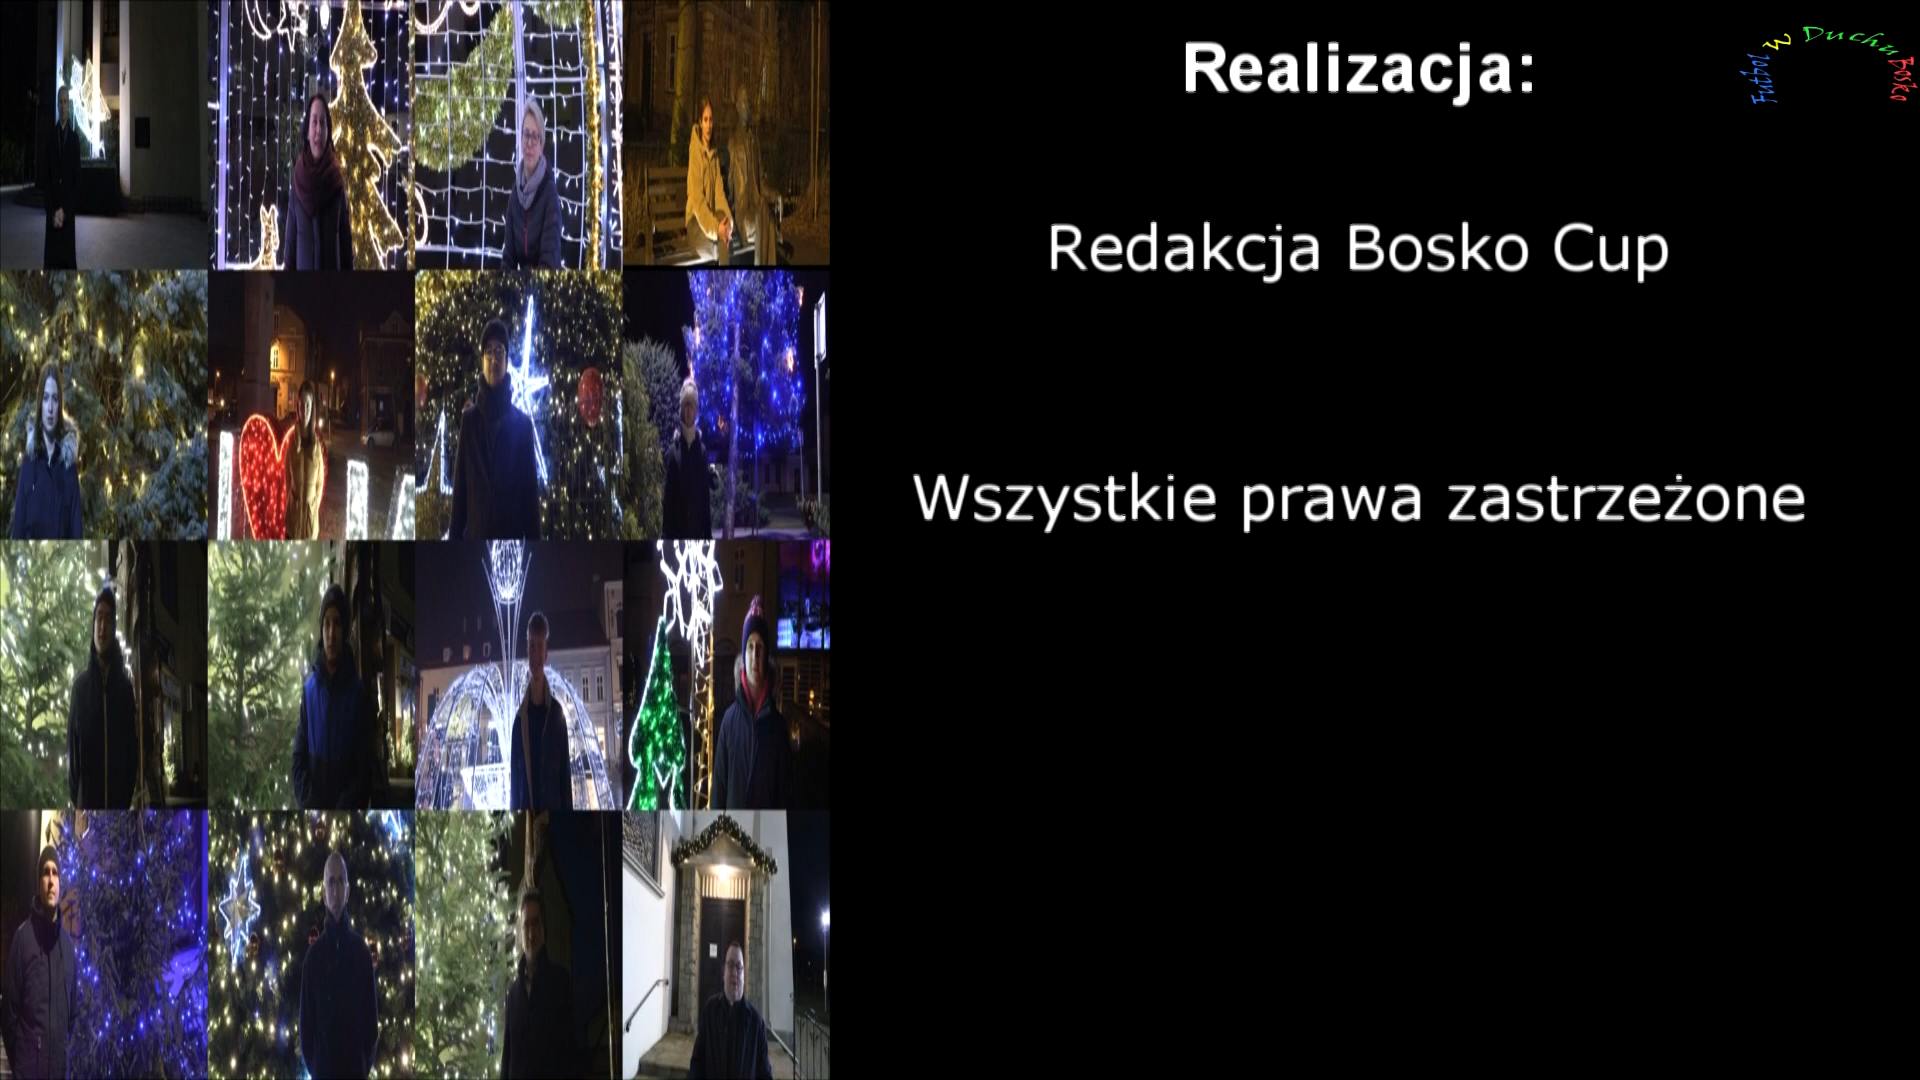 Realizacja:
Futbol W Duchu Bosko
Redakcja Bosko Cup
Wszystkie prawa zastrzeżone